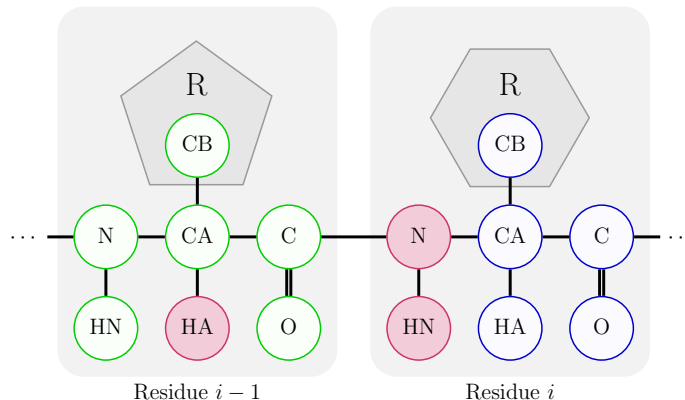 R R
CB CB
··· N CA C N CA C ··
HN HA O HN HA O
Residue i − 1 Residue i